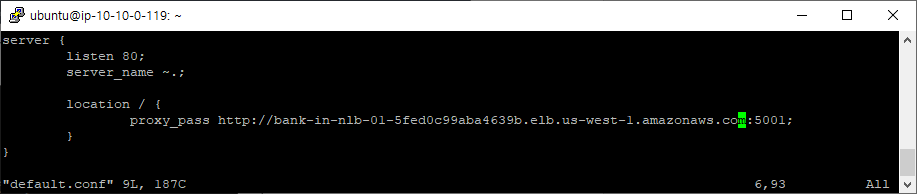 ubuntu@ip-10-10-0-119: ~
server {
        listen 80;
        server_name ~.;

        location / {
                proxy_pass http://bank-in-nlb-01-5fed0c99aba4639b.elb.us-west-1.amazonaws.com:5001;
        }
}
"default.conf" 9L, 187C 6,93 All